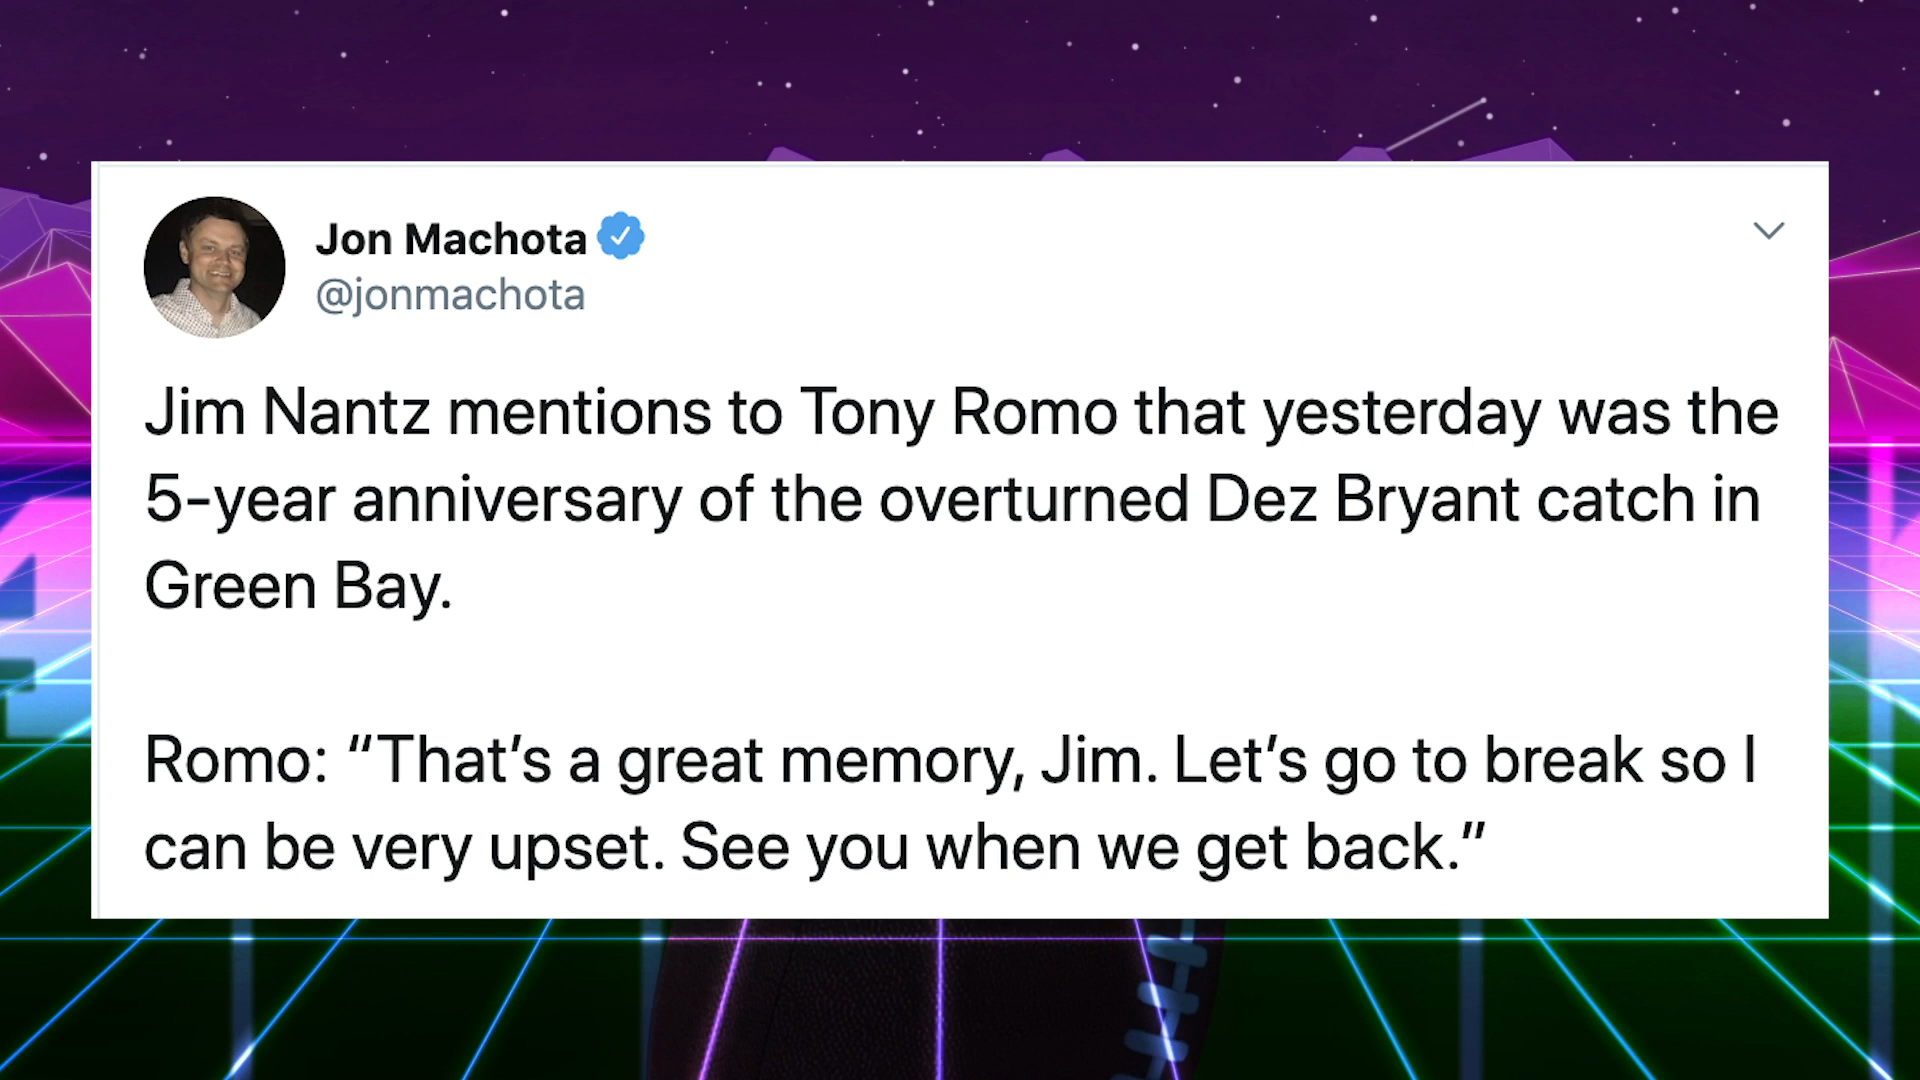 Jon Machota
@jonmachota
Jim Nantz mentions to Tony Romo that yesterday was the
5-year anniversary of the overturned Dez Bryant catch in
Green Bay.
Romo: “That’s a great memory, Jim. Let’s go to break so I
can be very upset. See you when we get back.”